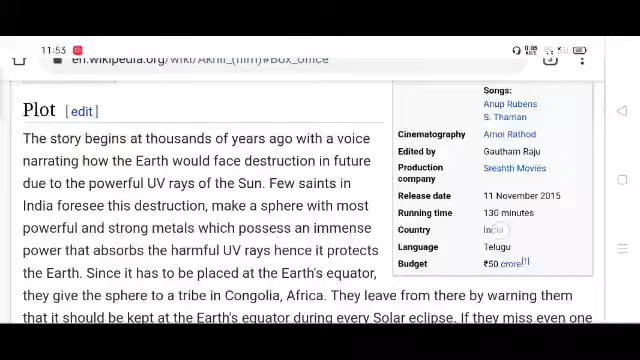 11:53
0.05
en.wikipedia.org/wiki/Akhil_(film)#Box_office
Plot [ edit ]
The story begins at thousands of years ago with a voice
narrating how the Earth would face destruction in future
due to the powerful UV rays of the Sun. Few saints in
India foresee this destruction, make a sphere with most
powerful and strong metals which possess an immense
power that absorbs the harmful UV rays hence it protects
the Earth. Since it has to be placed at the Earth's equator,
they give the sphere to a tribe in Congolia, Africa. They leave from there by warning them
that it should be kept at the Earth's equator during every Solar eclipse. If they miss even one
Songs:
Anup Rubens
S. Thaman
Cinematography Amol Rathod
Edited by Gautham Raju
Production Sreshth Movies
company
Release date 11 November 2015
Running time 130 minutes
Country India
Language Telugu
Budget ₹50 crore[1]